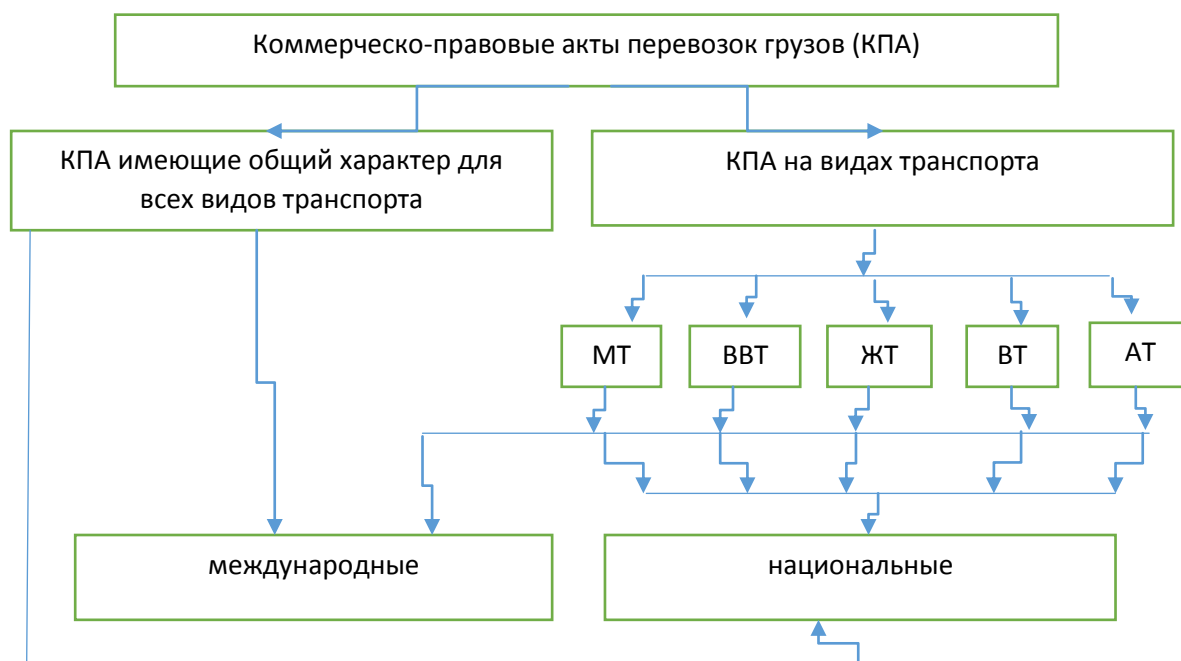 Коммерческо-правовые акты перевозок грузов (КПА)
КПА имеющие общий характер для
всех видов транспорта
КПА на видах транспорта
МТ
ВВТ
ЖТ
ВТ
АТ
международные
национальные